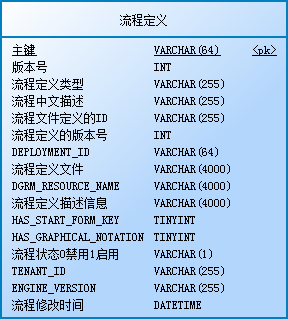 流程定义
主键 VARCHAR(64) <pk>
版本号 INT
流程定义类型 VARCHAR(255)
流程中文描述 VARCHAR(255)
流程文件定义的ID VARCHAR(255)
流程定义的版本号 INT
DEPLOYMENT_ID VARCHAR(64)
流程定义文件 VARCHAR(4000)
DGRM_RESOURCE_NAME VARCHAR(4000)
流程定义描述信息 VARCHAR(4000)
HAS_START_FORM_KEY TINYINT
HAS_GRAPHICAL_NOTATION TINYINT
流程状态0禁用1启用 VARCHAR(1)
TENANT_ID VARCHAR(255)
ENGINE_VERSION VARCHAR(255)
流程修改时间 DATETIME